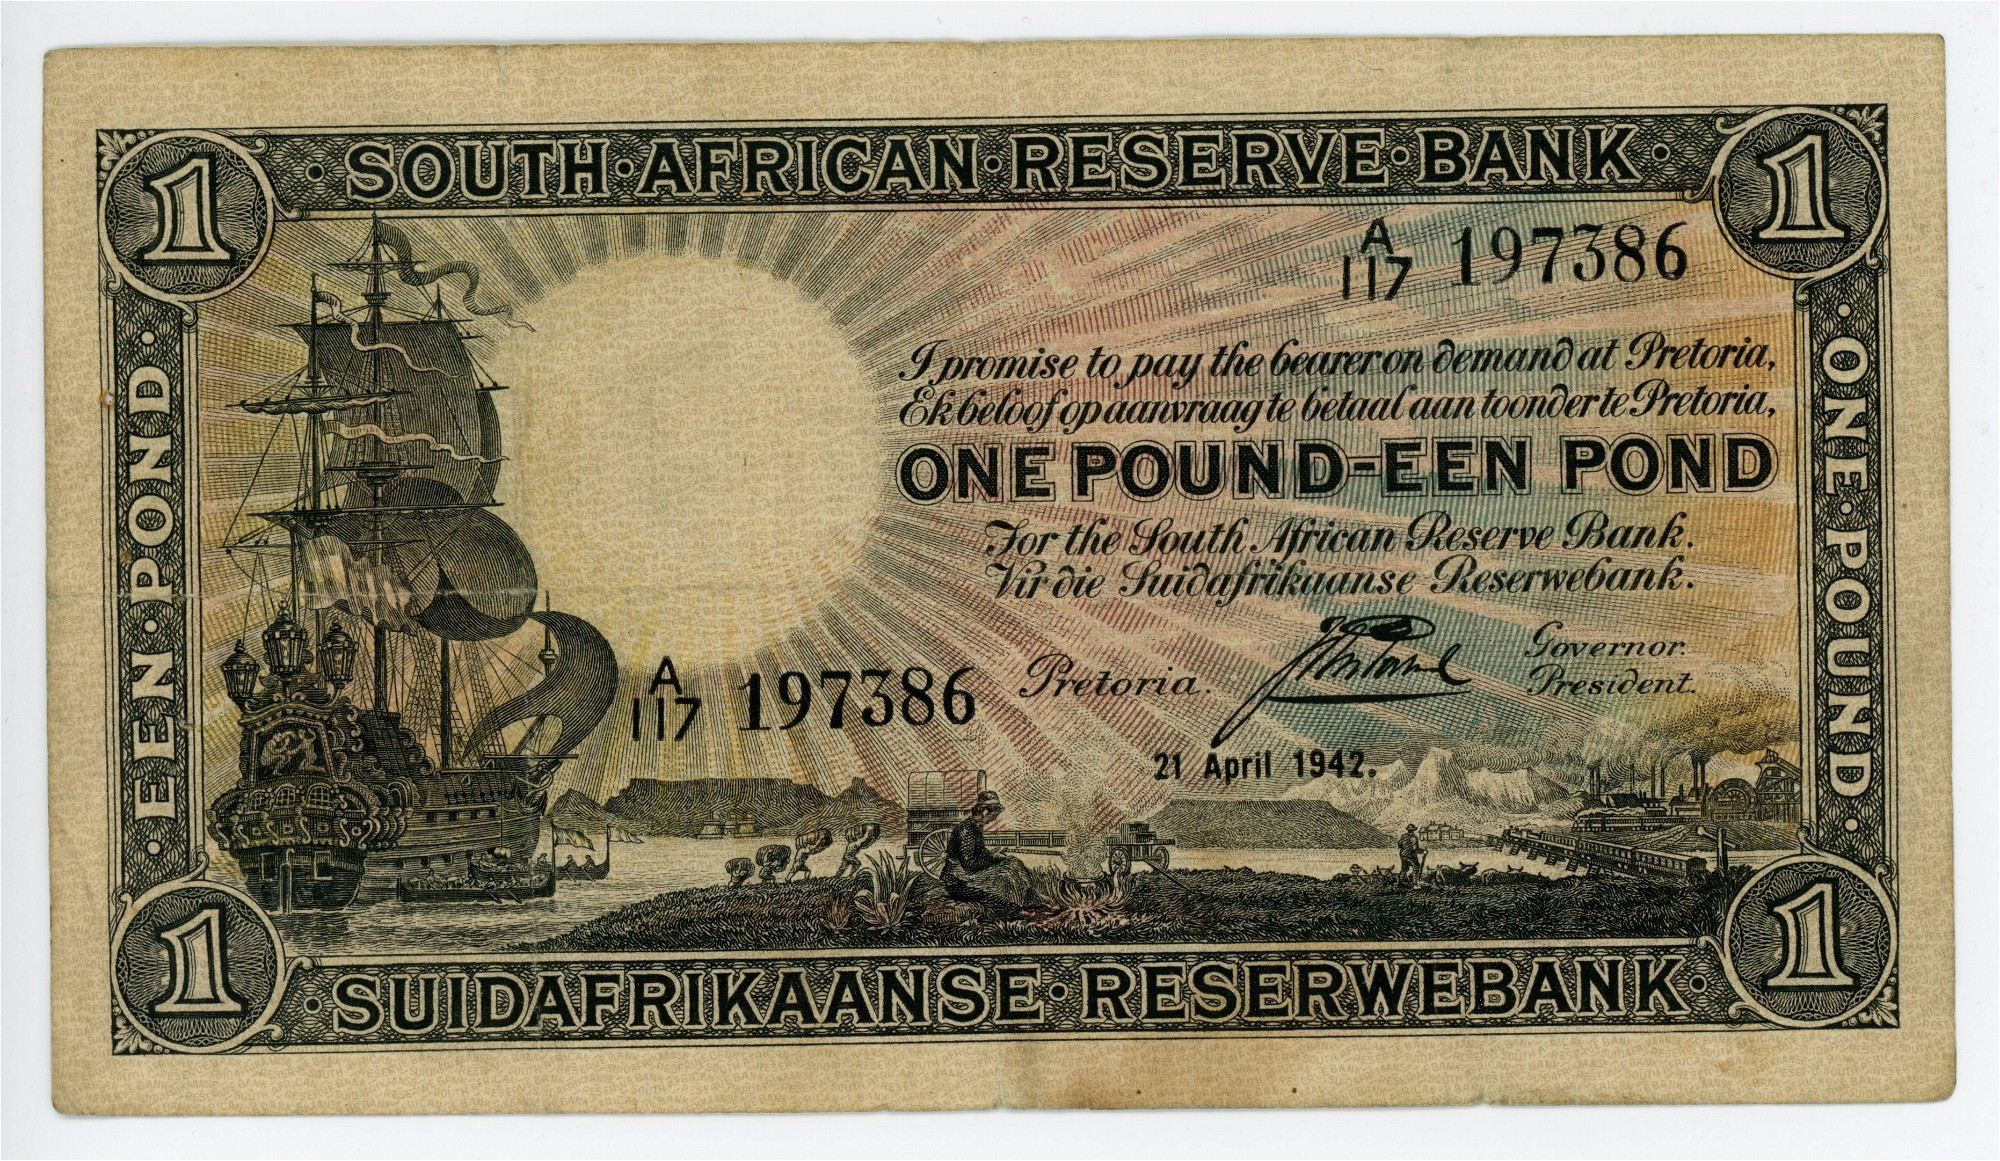 1
SOUTH·AFRICAN·RESERVE·BANK
1
A
117 197386
I promise to pay the bearer on demand at Pretoria,
Ek beloof op aanvraag te betaal aan toonder te Pretoria,
ONE POUND-EEN POND
For the South African Reserve Bank.
Vir die Suidafrikaanse Reserwebank.
EEN·POND
ONE·POUND
A
117 197386
Pretoria.
Governor.
President.
21 April 1942.
1
SUIDAFRIKAANSE·RESERWEBANK
1